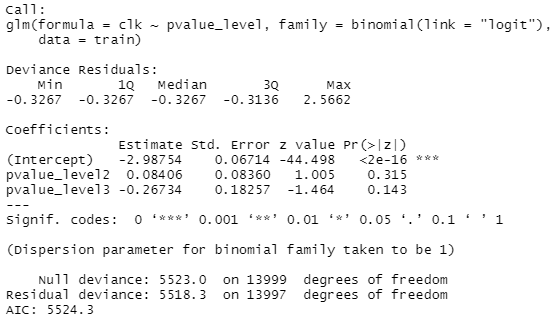 Call:
glm(formula = clk ~ pvalue_level, family = binomial(link = "logit"),
    data = train)
Deviance Residuals:
    Min      1Q  Median      3Q     Max
-0.3267 -0.3267 -0.3267 -0.3136  2.5662
Coefficients:
              Estimate Std. Error z value Pr(>|z|)
(Intercept)   -2.98754    0.06714 -44.498   <2e-16 ***
pvalue_level2  0.08406    0.08360   1.005    0.315
pvalue_level3 -0.26734    0.18257  -1.464    0.143
---
Signif. codes:  0 ‘***’ 0.001 ‘**’ 0.01 ‘*’ 0.05 ‘.’ 0.1 ‘ ’ 1
(Dispersion parameter for binomial family taken to be 1)
    Null deviance: 5523.0  on 13999  degrees of freedom
Residual deviance: 5518.3  on 13997  degrees of freedom
AIC: 5524.3